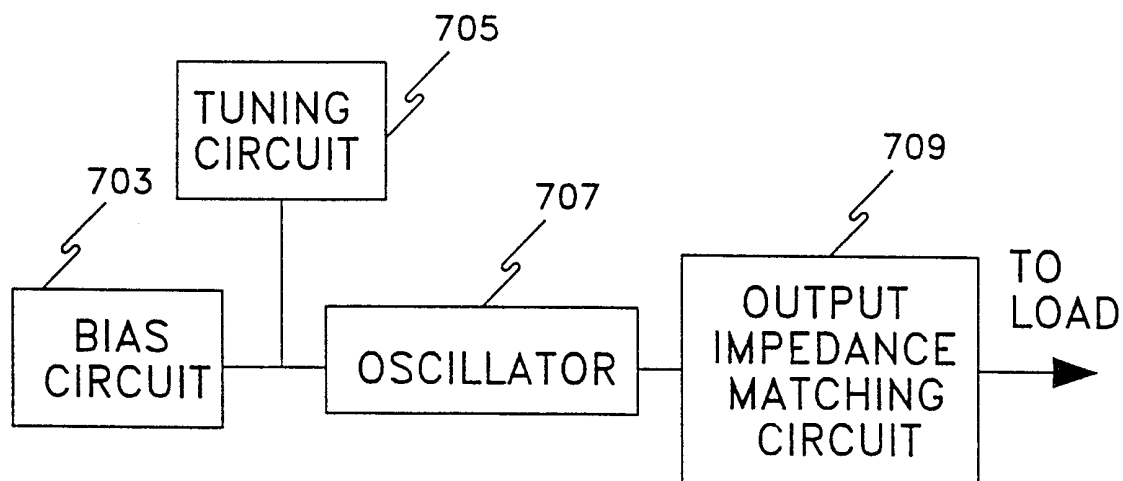 705
TUNING
CIRCUIT
703
BIAS
CIRCUIT
707
OSCILLATOR
709
OUTPUT
IMPEDANCE
MATCHING
CIRCUIT
TO
LOAD